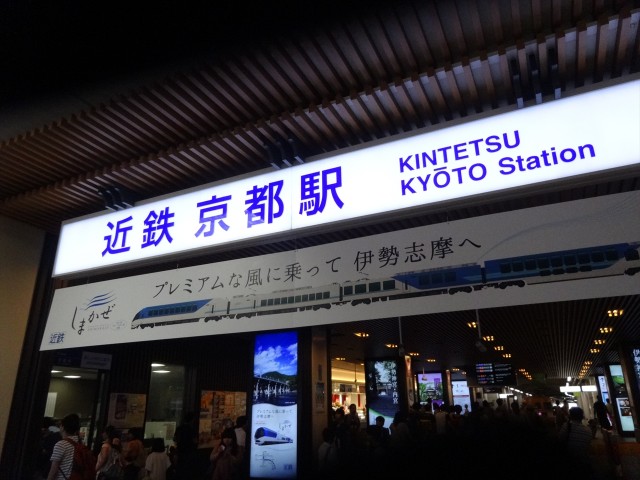 近鉄 京都駅
KINTETSU
KYŌTO Station
プレミアムな風に乗って 伊勢志摩へ
しまかぜ
近鉄